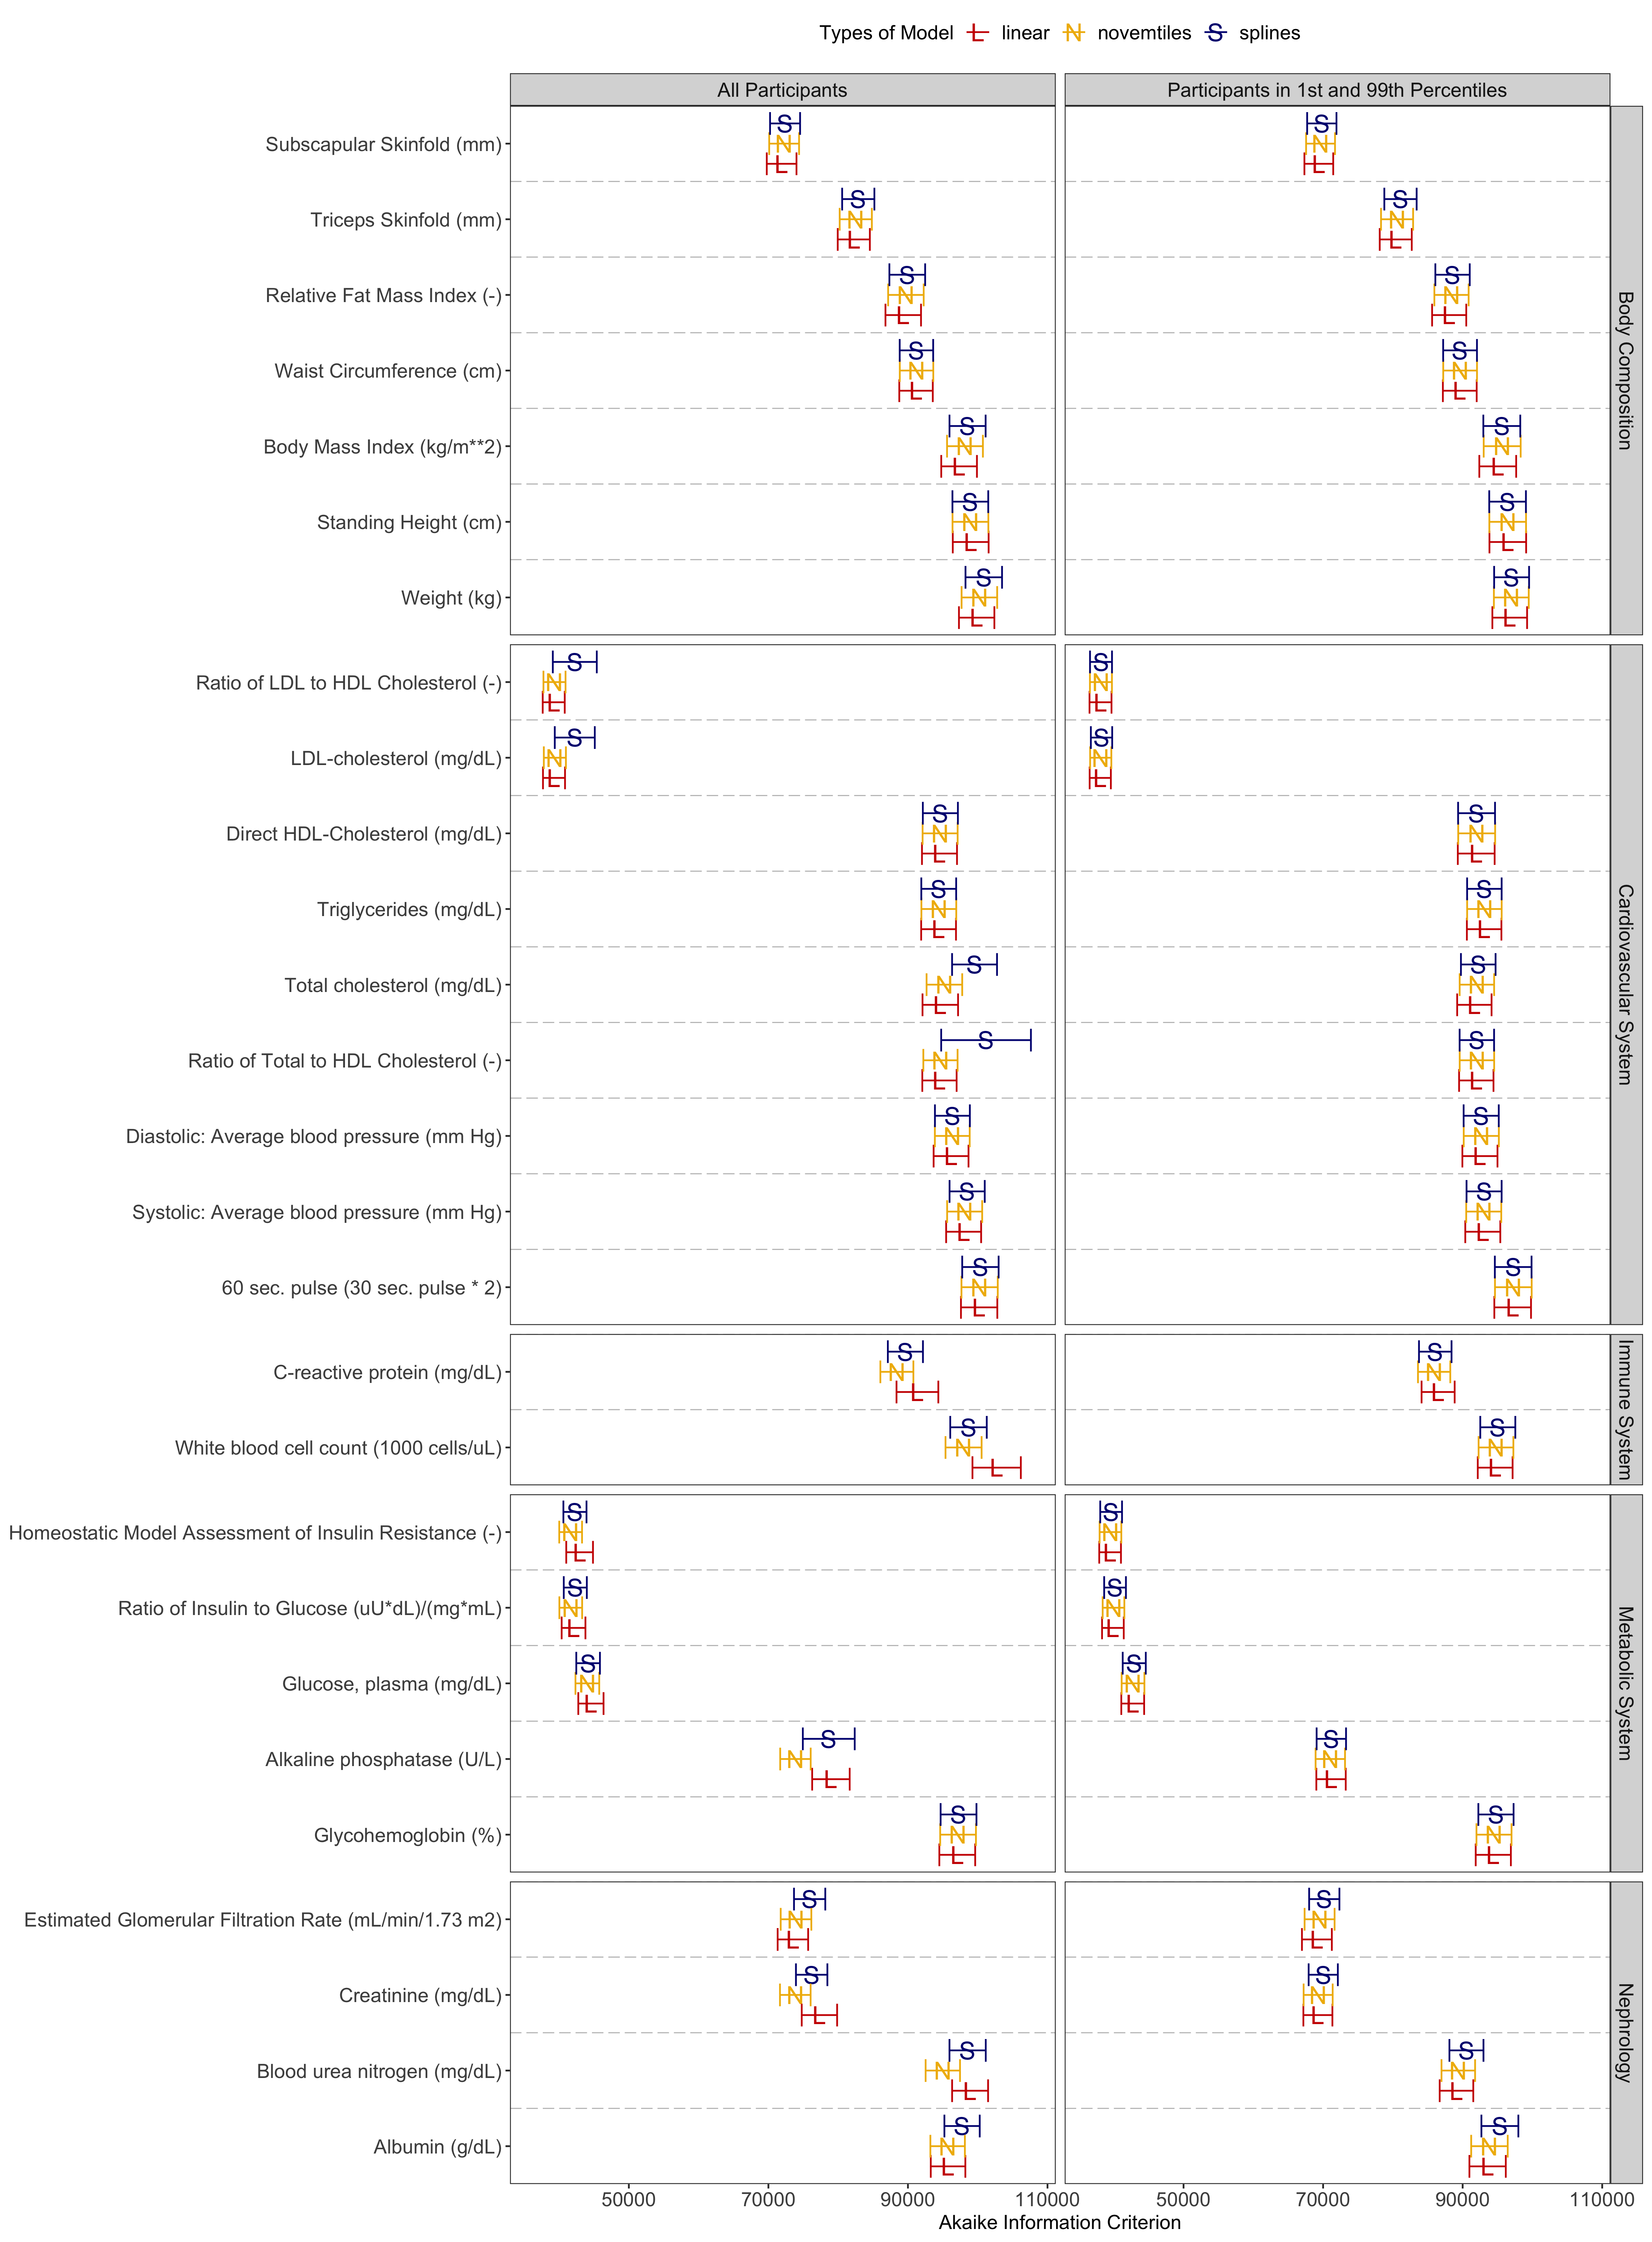 Types of Model L linear N novemtiles S splines
All Participants
Participants in 1st and 99th Percentiles
Body Composition
Subscapular Skinfold (mm)
Triceps Skinfold (mm)
Relative Fat Mass Index (-)
Waist Circumference (cm)
Body Mass Index (kg/m**2)
Standing Height (cm)
Weight (kg)
Cardiovascular System
Ratio of LDL to HDL Cholesterol (-)
LDL-cholesterol (mg/dL)
Direct HDL-Cholesterol (mg/dL)
Triglycerides (mg/dL)
Total cholesterol (mg/dL)
Ratio of Total to HDL Cholesterol (-)
Diastolic: Average blood pressure (mm Hg)
Systolic: Average blood pressure (mm Hg)
60 sec. pulse (30 sec. pulse * 2)
Immune System
C-reactive protein (mg/dL)
White blood cell count (1000 cells/uL)
Metabolic System
Homeostatic Model Assessment of Insulin Resistance (-)
Ratio of Insulin to Glucose (uU*dL)/(mg*mL)
Glucose, plasma (mg/dL)
Alkaline phosphatase (U/L)
Glycohemoglobin (%)
Nephrology
Estimated Glomerular Filtration Rate (mL/min/1.73 m2)
Creatinine (mg/dL)
Blood urea nitrogen (mg/dL)
Albumin (g/dL)
50000 70000 90000 110000 50000 70000 90000 110000
Akaike Information Criterion